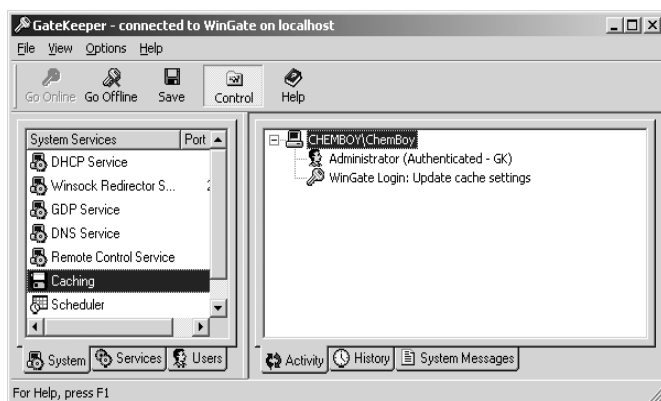 GateKeeper - connected to WinGate on localhost
File View Options Help
Go Online Go Offline Save Control Help
System Services Port
DHCP Service
Winsock Redirector S...
GDP Service
DNS Service
Remote Control Service
Caching
Scheduler
System Services Users
CHEMBOY\ChemBoy
Administrator (Authenticated - GK)
WinGate Login: Update cache settings
Activity History System Messages
For Help, press F1